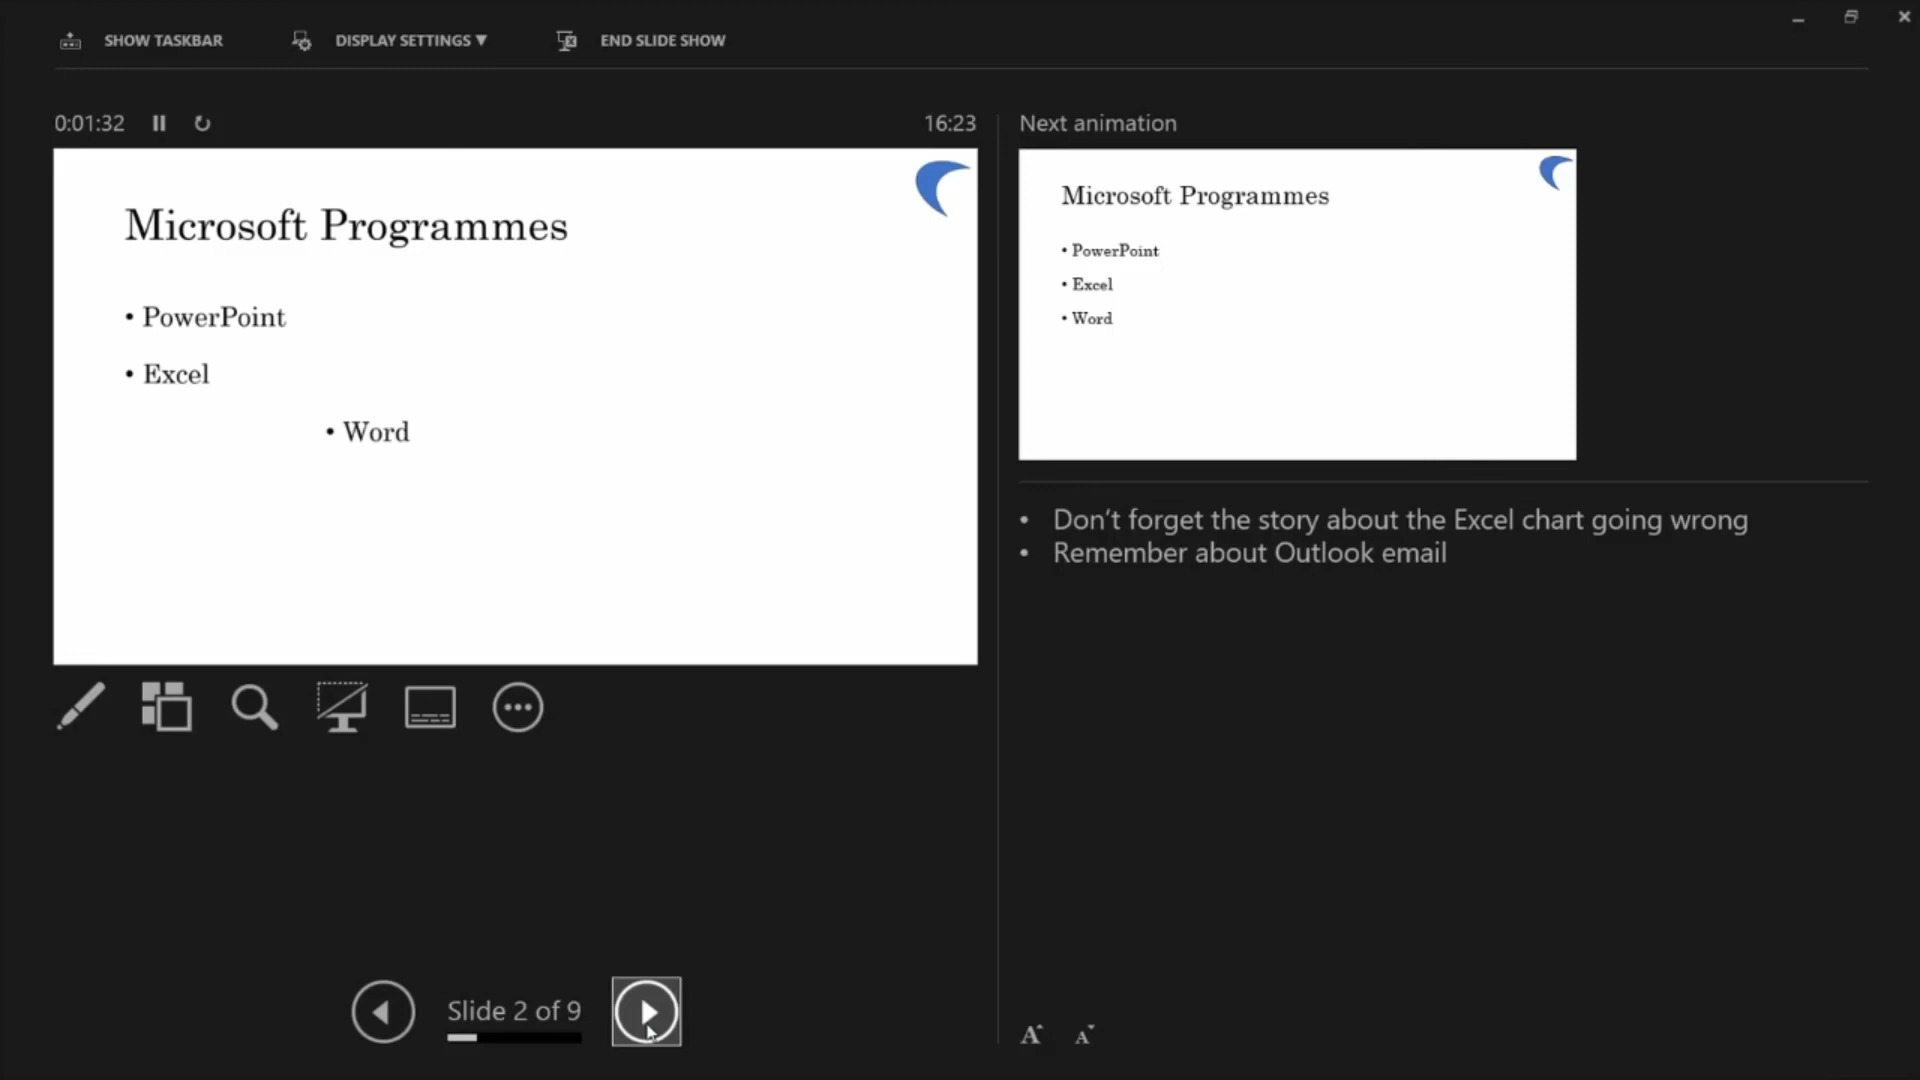 SHOW TASKBAR
DISPLAY SETTINGS ▼
END SLIDE SHOW
0:01:32
16:23
Microsoft Programmes
• PowerPoint
• Excel
• Word
Slide 2 of 9
Next animation
Microsoft Programmes
• PowerPoint
• Excel
• Word
• Don't forget the story about the Excel chart going wrong
• Remember about Outlook email
A A